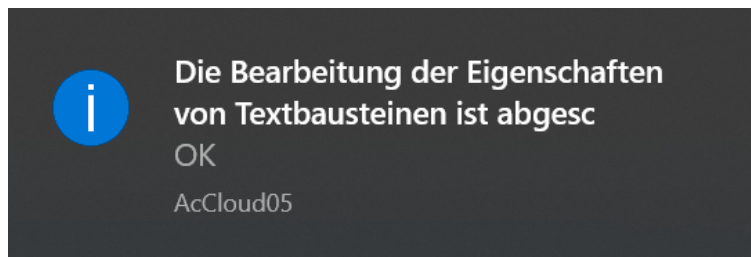 Die Bearbeitung der Eigenschaften
von Textbausteinen ist abgesc
OK
AcCloud05